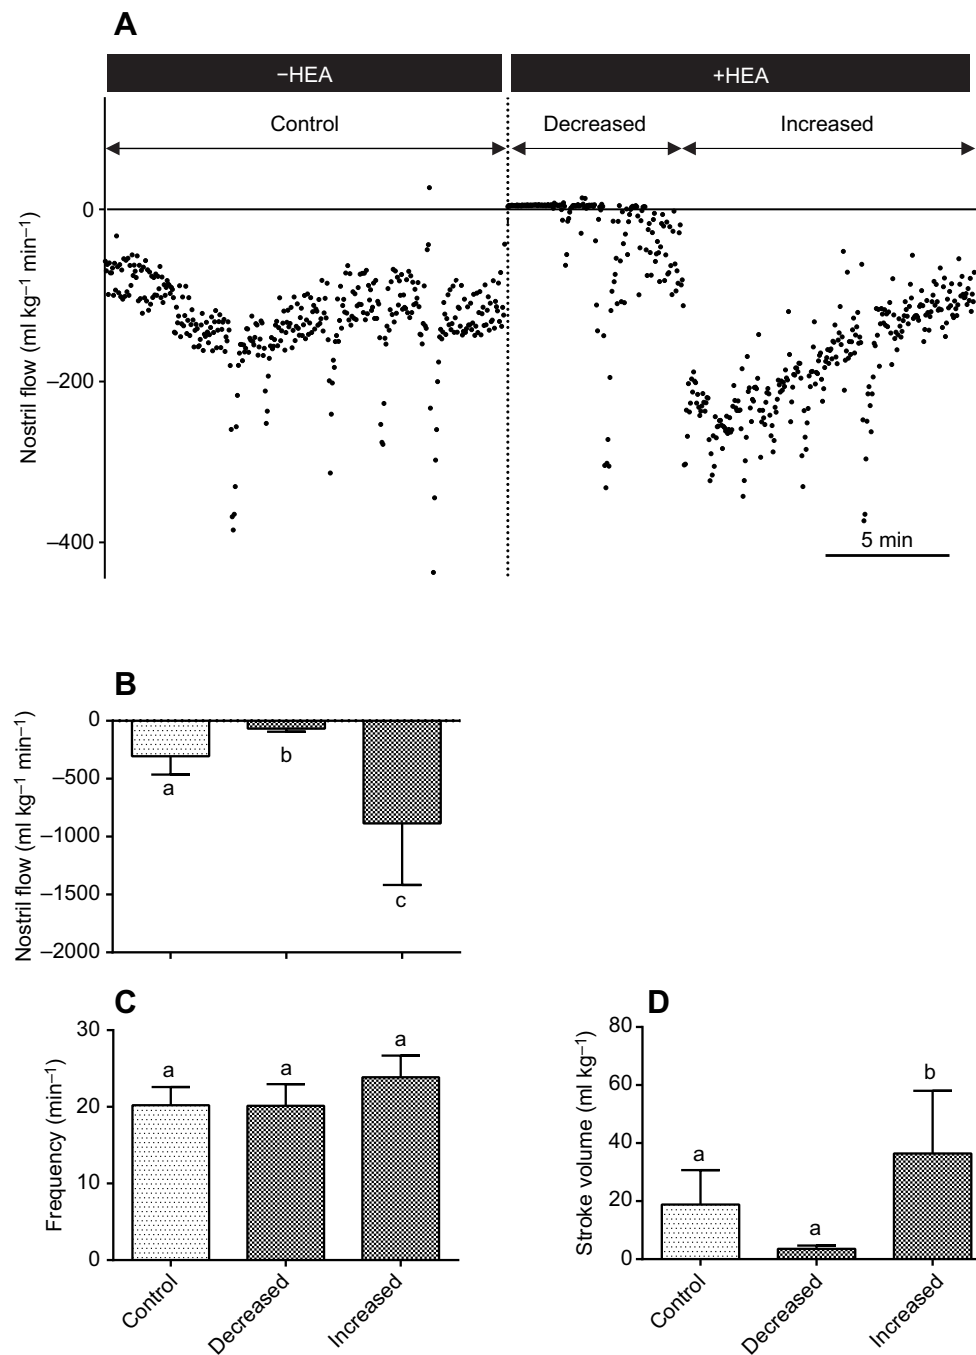 A
−HEA +HEA
Control Decreased Increased
0
−200
−400
Nostril flow (ml kg⁻¹ min⁻¹)
5 min
B
0
−500
−1000
−1500
−2000
Nostril flow (ml kg⁻¹ min⁻¹)
a b c
C
30
20
10
0
Frequency (min⁻¹)
a a a
Control Decreased Increased
D
80
60
40
20
0
Stroke volume (ml kg⁻¹)
a a b
Control Decreased Increased